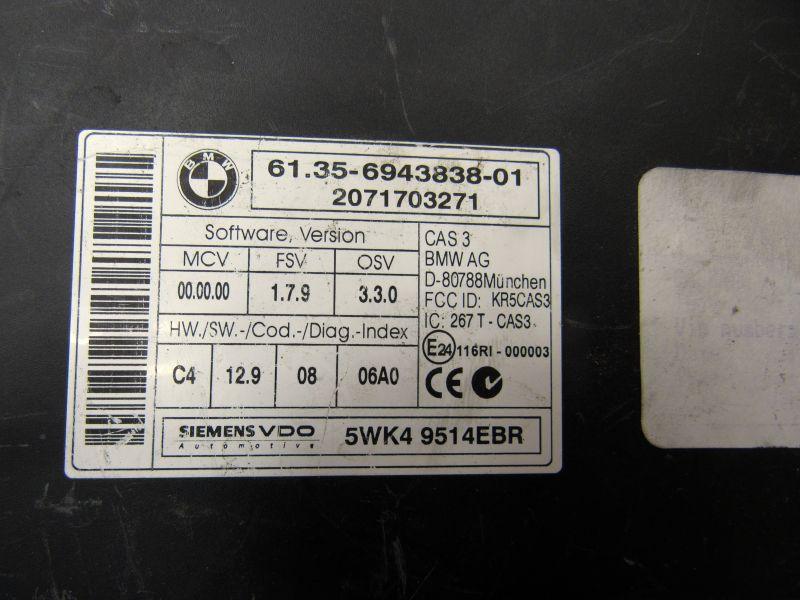 BMW
61.35-6943838-01
2071703271
Software, Version
MCV FSV OSV
00.00.00 1.7.9 3.3.0
HW./SW.-/Cod.-/Diag.-Index
C4 12.9 08 06A0
CAS 3
BMW AG
D-80788München
FCC ID: KR5CAS3
IC: 267 T - CAS3
E24 116RI - 000003
CE
SIEMENS VDO
Automotive
5WK4 9514EBR
numbers